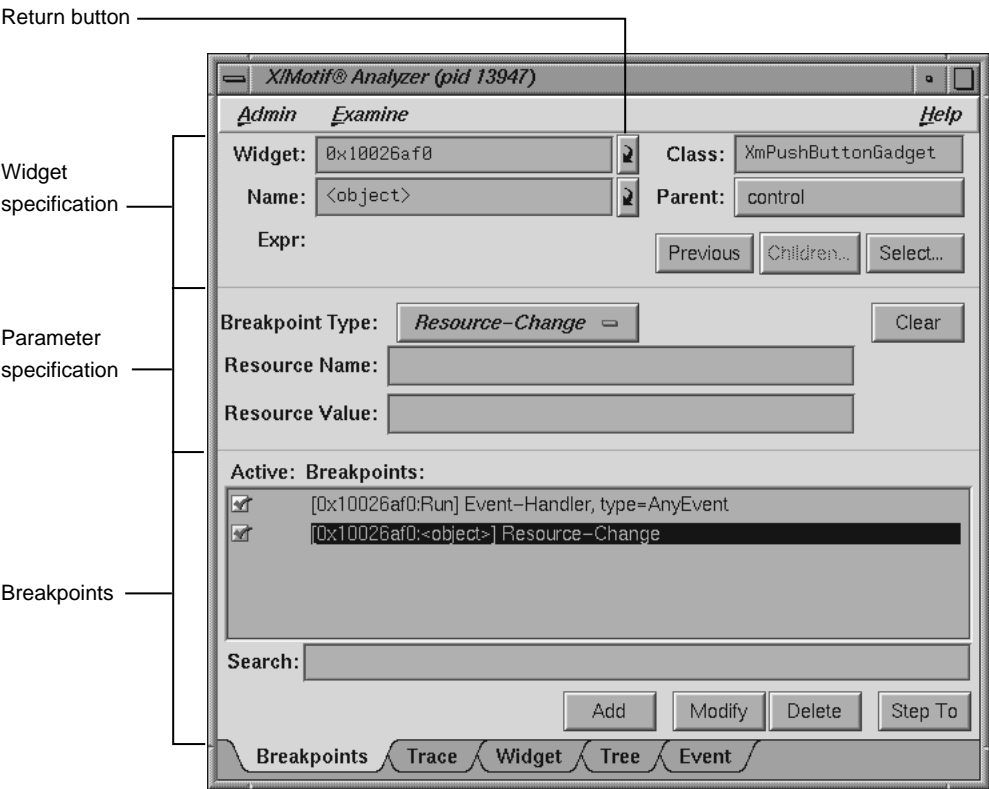 Return button
X/Motif® Analyzer (pid 13947)
Admin Examine Help
Widget specification
Widget: 0x10026af0 Class: XmPushButtonGadget
Name: <object> Parent: control
Expr:
Previous Children... Select...
Parameter specification
Breakpoint Type: Resource-Change Clear
Resource Name:
Resource Value:
Breakpoints
Active: Breakpoints:
[0x10026af0:Run] Event-Handler, type=AnyEvent
[0x10026af0:<object>] Resource-Change
Search:
Add Modify Delete Step To
Breakpoints Trace Widget Tree Event